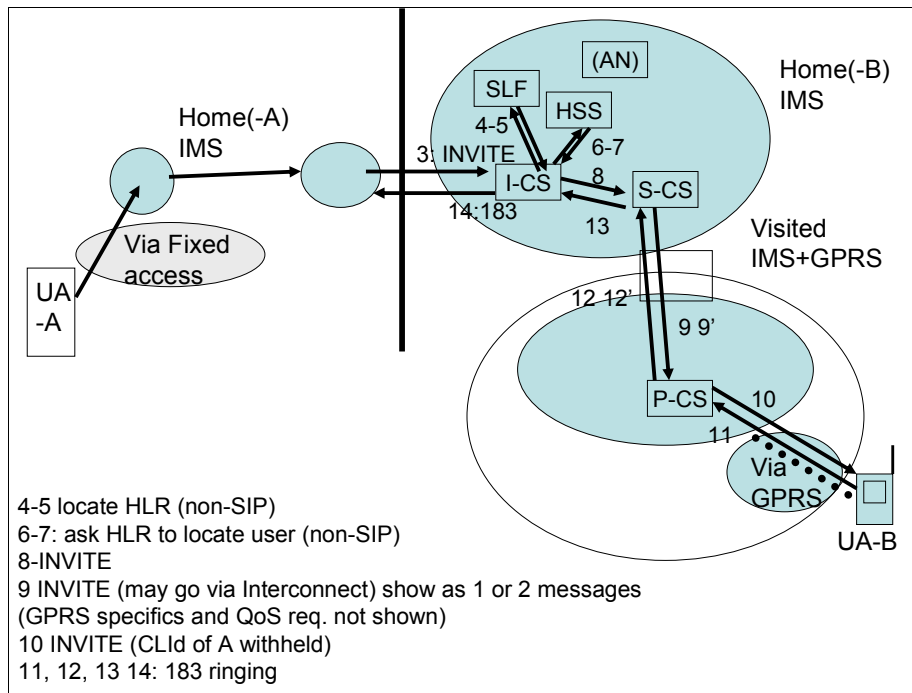 (AN)
Home(-B)
IMS
SLF
HSS
4-5
Home(-A)
IMS
3: INVITE
6-7
8
I-CS
S-CS
14:183
13
Via Fixed
access
Visited
IMS+GPRS
UA
-A
12 12’
9 9’
P-CS
10
11
Via
GPRS
UA-B
4-5 locate HLR (non-SIP)
6-7: ask HLR to locate user (non-SIP)
8-INVITE
9 INVITE (may go via Interconnect) show as 1 or 2 messages
(GPRS specifics and QoS req. not shown)
10 INVITE (CLId of A withheld)
11, 12, 13 14: 183 ringing